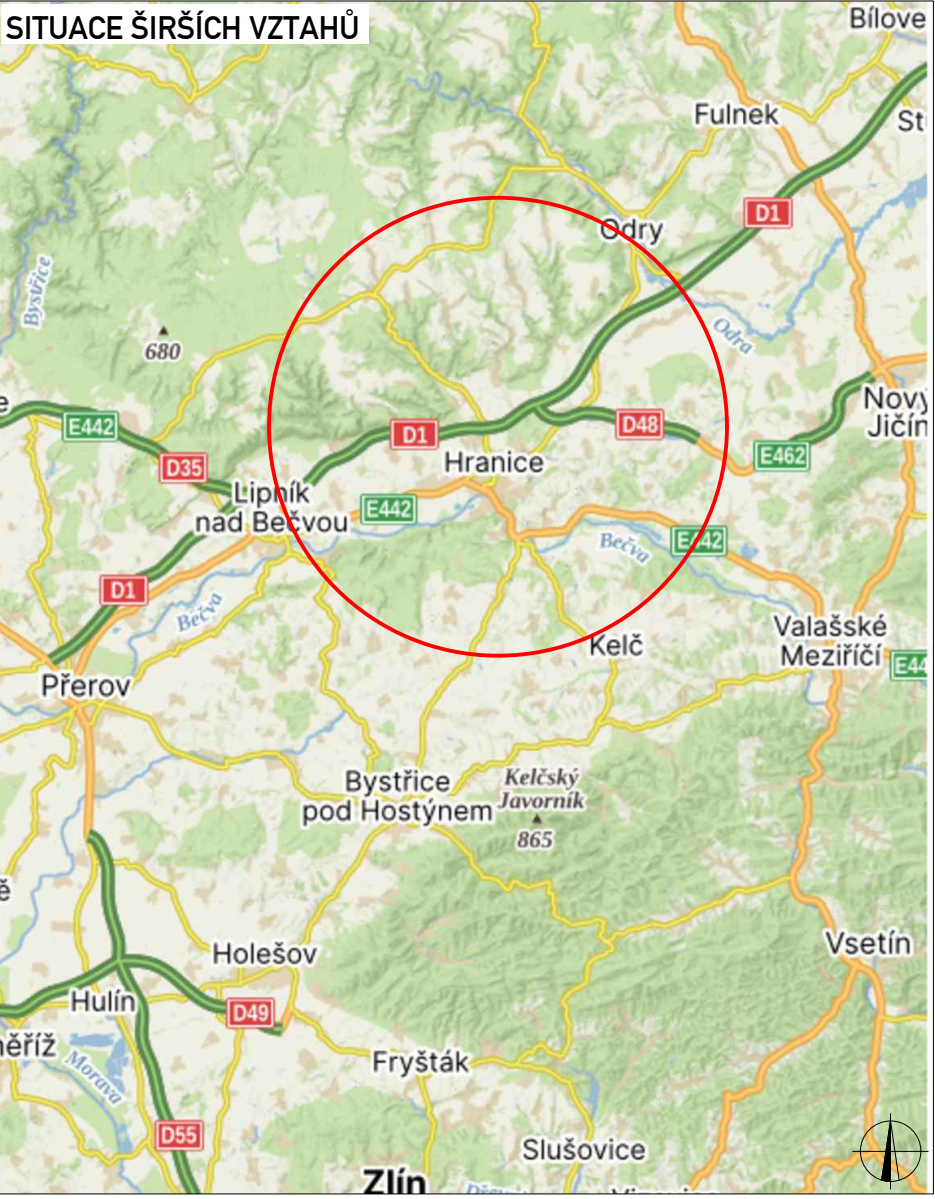 SITUACE ŠIRŠÍCH VZTAHŮ
Bílove
Fulnek
St
D1
Odry
Bystřice
Odra
680
E442
D1
D48
Nový
Jičín
E462
D35
Hranice
Lipník
nad Bečvou
E442
Bečva
E442
D1
Bečva
Kelč
Valašské
Meziříčí
E44
Přerov
Bystřice
pod Hostýnem
Kelčský
Javorník
865
ě
Holešov
Vsetín
Hulín
D49
něříž
Morava
Fryšták
D55
Slušovice
Zlín